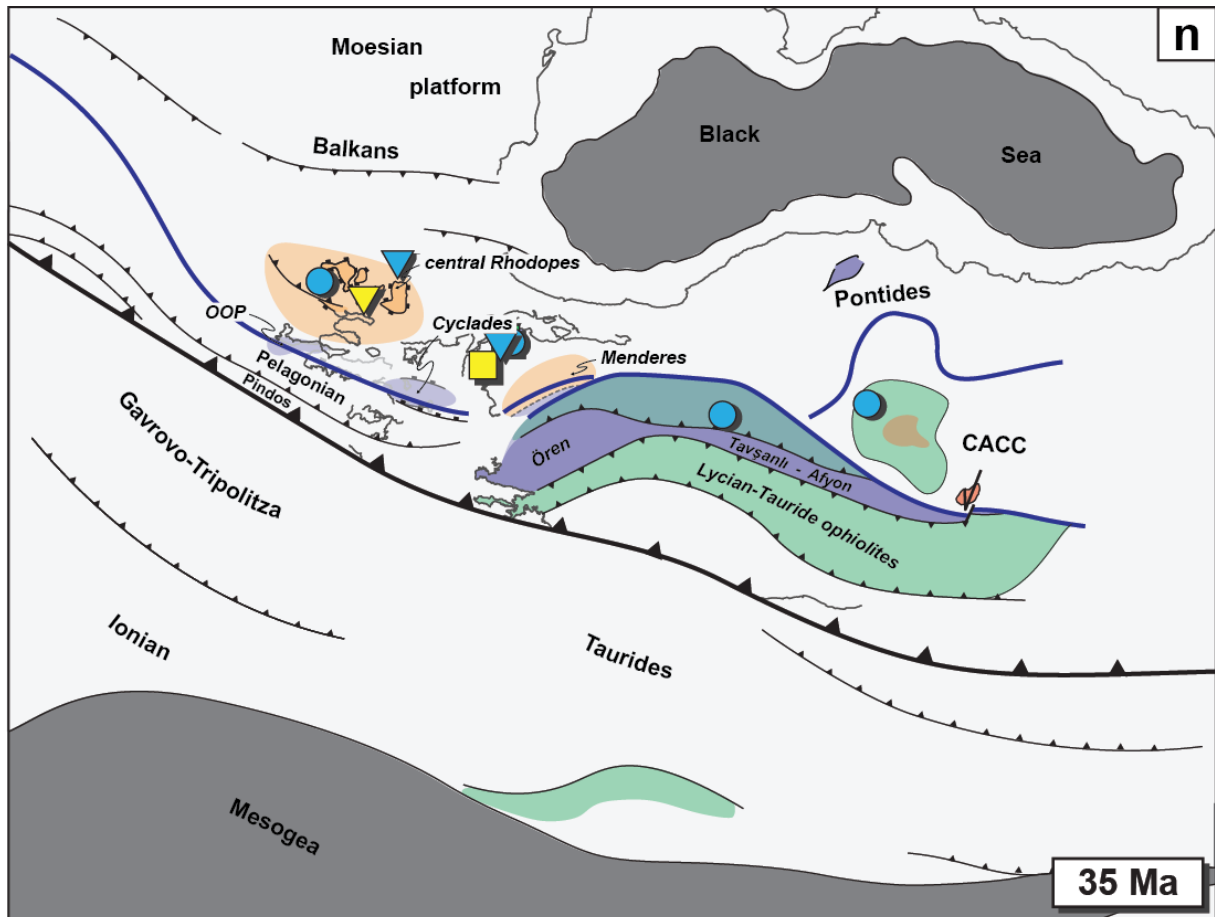 n
Moesian
platform
Black
Sea
Balkans
central Rhodopes
Pontides
OOP
Cyclades
Menderes
Pelagonian
Pindos
Gavrovo-Tripolitza
CACC
Ören
Tavşanlı - Afyon
Lycian-Tauride ophiolites
Ionian
Taurides
Mesogea
35 Ma